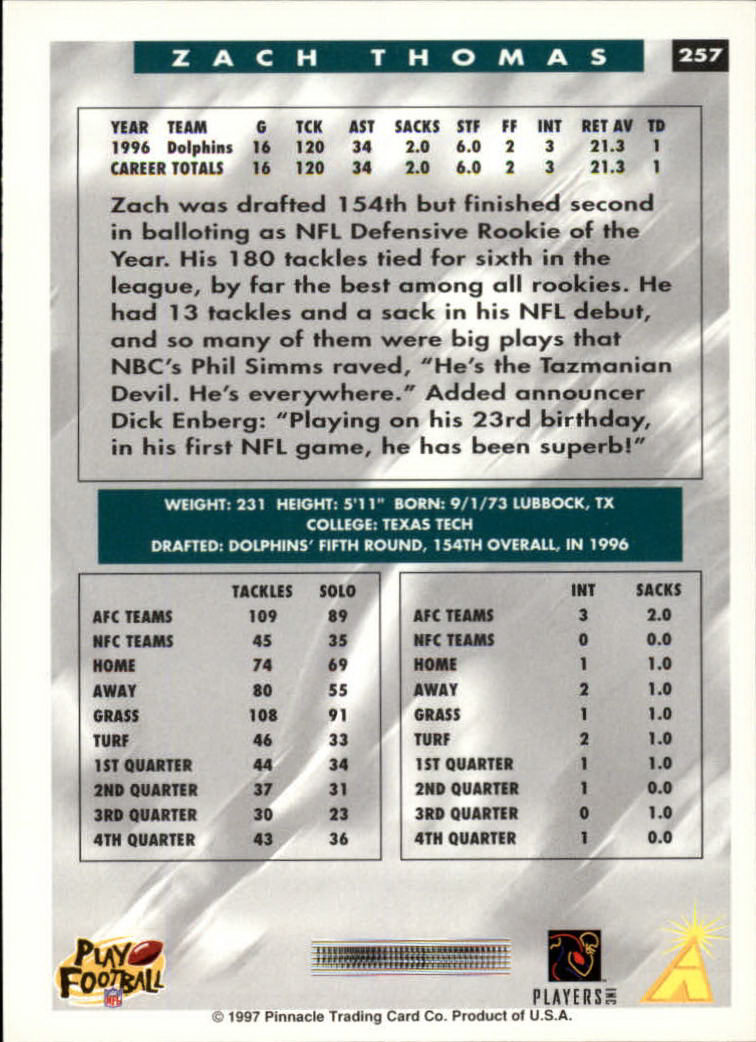 ZACH THOMAS
257
YEAR TEAM G TCK AST SACKS STF FF INT RET AV TD
1996 Dolphins 16 120 34 2.0 6.0 2 3 21.3 1
CAREER TOTALS 16 120 34 2.0 6.0 2 3 21.3 1
Zach was drafted 154th but finished second
in balloting as NFL Defensive Rookie of the
Year. His 180 tackles tied for sixth in the
league, by far the best among all rookies. He
had 13 tackles and a sack in his NFL debut,
and so many of them were big plays that
NBC's Phil Simms raved, "He's the Tazmanian
Devil. He's everywhere." Added announcer
Dick Enberg: "Playing on his 23rd birthday,
in his first NFL game, he has been superb!"
WEIGHT: 231 HEIGHT: 5'11" BORN: 9/1/73 LUBBOCK, TX
COLLEGE: TEXAS TECH
DRAFTED: DOLPHINS' FIFTH ROUND, 154TH OVERALL, IN 1996
TACKLES SOLO
AFC TEAMS 109 89
NFC TEAMS 45 35
HOME 74 69
AWAY 80 55
GRASS 108 91
TURF 46 33
1ST QUARTER 44 34
2ND QUARTER 37 31
3RD QUARTER 30 23
4TH QUARTER 43 36
INT SACKS
AFC TEAMS 3 2.0
NFC TEAMS 0 0.0
HOME 1 1.0
AWAY 2 1.0
GRASS 1 1.0
TURF 2 1.0
1ST QUARTER 1 1.0
2ND QUARTER 1 0.0
3RD QUARTER 0 1.0
4TH QUARTER 1 0.0
PLAY
FOOTBALL
NFL
PLAYERS INC
© 1997 Pinnacle Trading Card Co. Product of U.S.A.